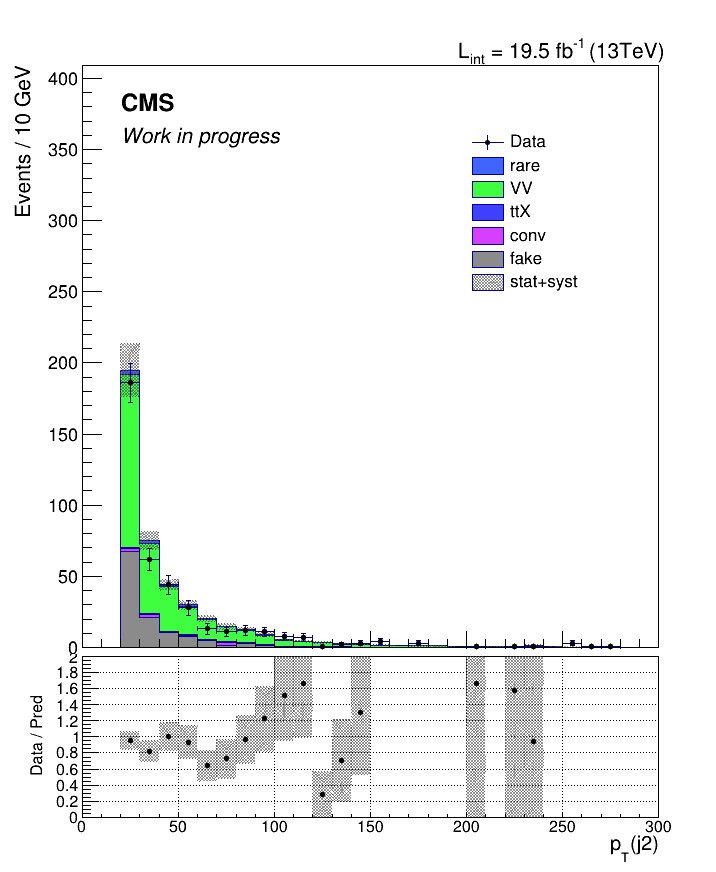 L_int = 19.5 fb^-1 (13TeV)
Events / 10 GeV
400
350
300
250
200
150
100
50
0
CMS
Work in progress
Data
rare
VV
ttX
conv
fake
stat+syst
Data / Pred
2
1.8
1.6
1.4
1.2
1
0.8
0.6
0.4
0.2
0
0 50 100 150 200 250 300
p_T(j2)